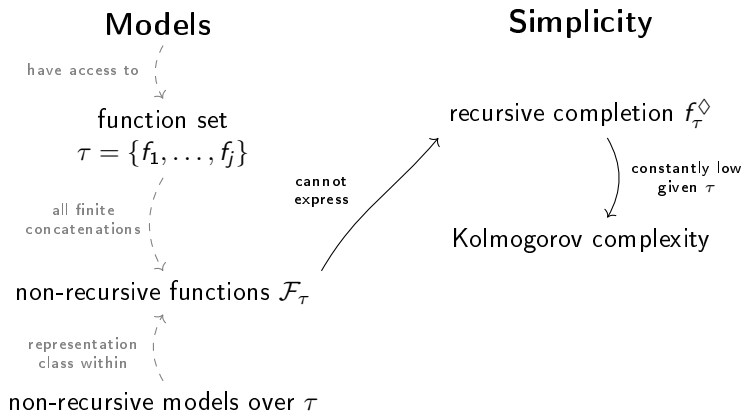 Models
have access to
function set
τ = {f₁, . . . , fⱼ}
all finite
concatenations
non-recursive functions ℱ_τ
representation
class within
non-recursive models over τ
cannot
express
Simplicity
recursive completion f_τ^◊
constantly low
given τ
Kolmogorov complexity